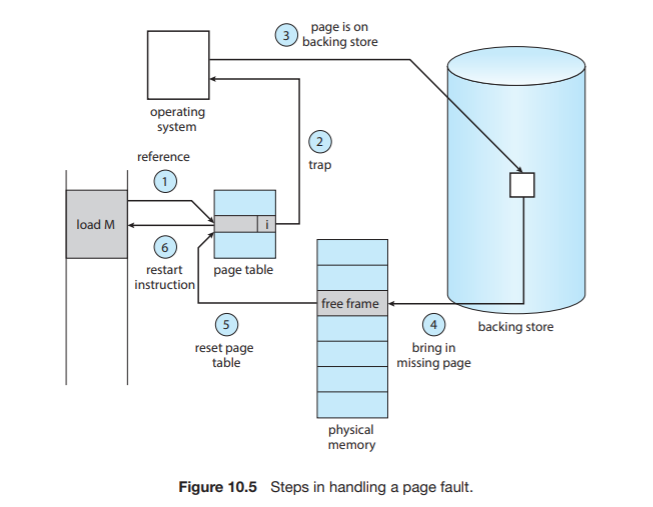 3
page is on
backing store
operating
system
2
trap
reference
1
load M
i
6
restart
instruction
page table
free frame
5
reset page
table
4
bring in
missing page
backing store
physical
memory
Figure 10.5 Steps in handling a page fault.